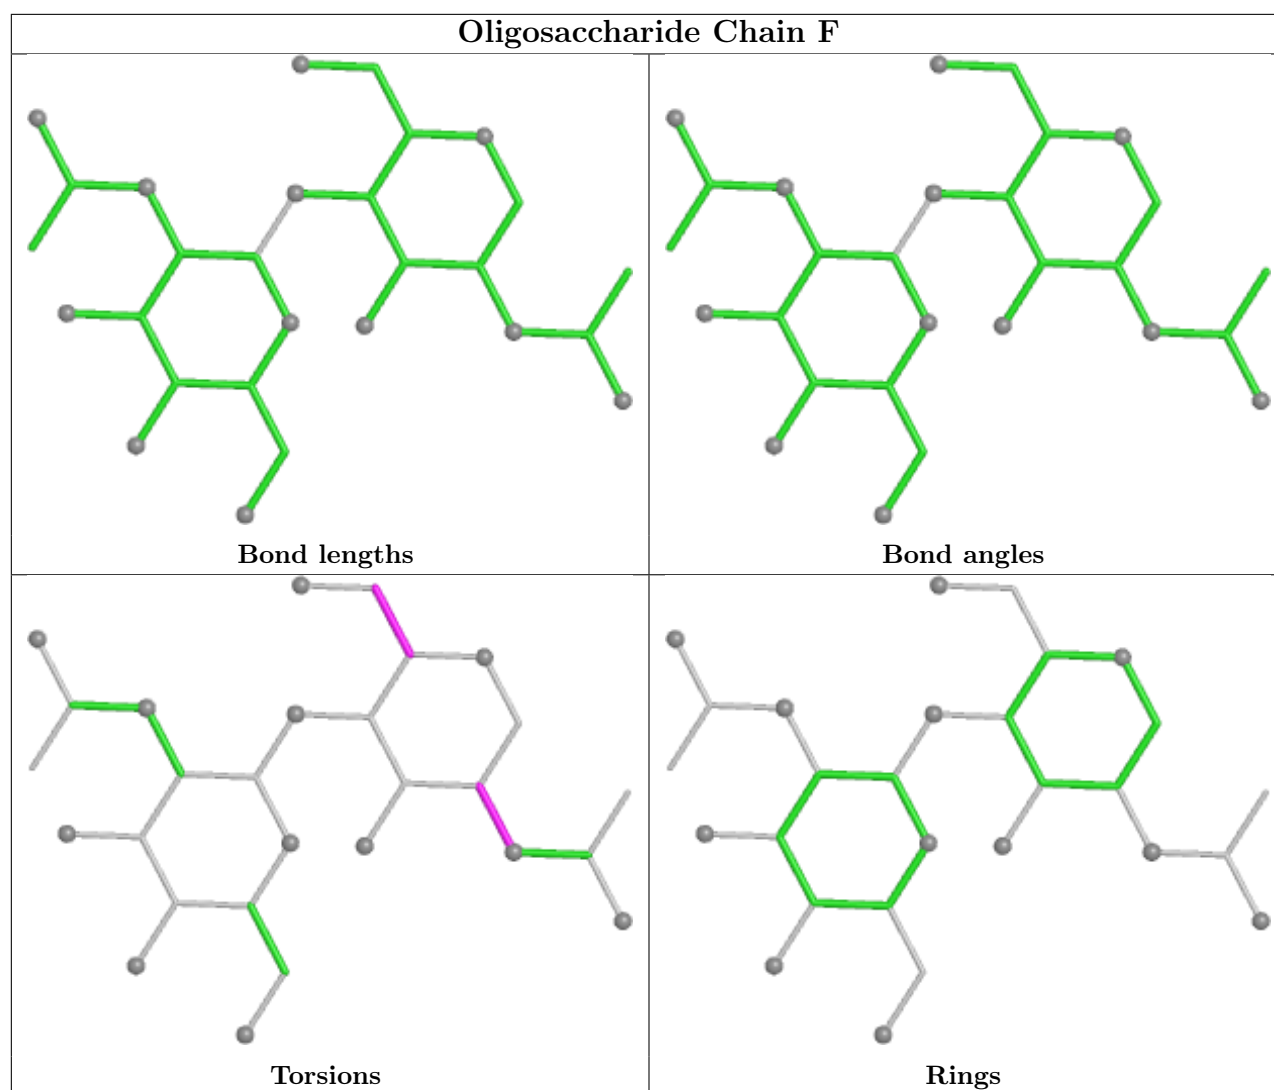 Oligosaccharide Chain F
Bond lengths
Bond angles
Torsions
Rings